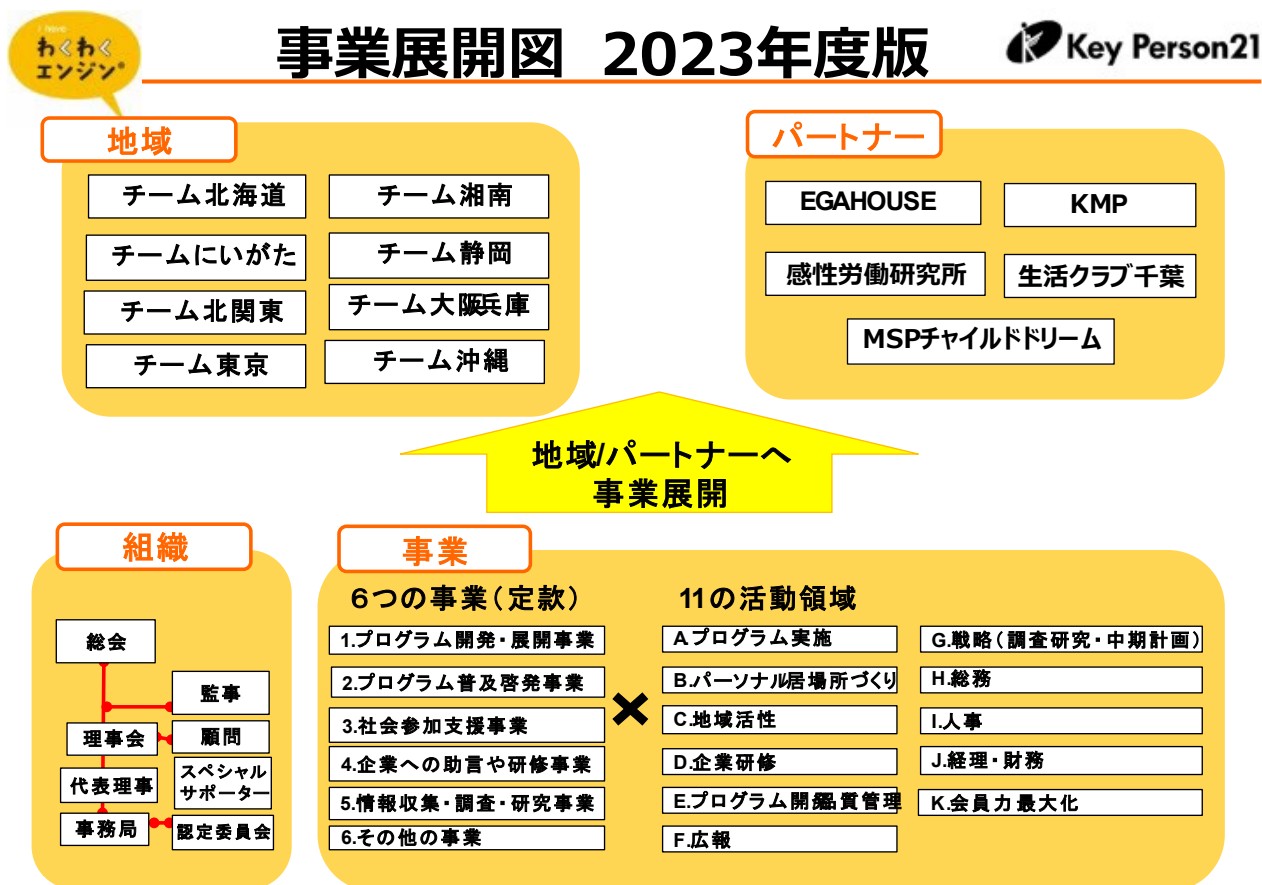 I have
わくわく
エンジン®
事業展開図 2023年度版
Key Person21
地域
チーム北海道
チーム湘南
チームにいがた
チーム静岡
チーム北関東
チーム大阪兵庫
チーム東京
チーム沖縄
パートナー
EGAHOUSE
KMP
感性労働研究所
生活クラブ千葉
MSPチャイルドドリーム
地域/パートナーへ
事業展開
組織
総会
監事
理事会
顧問
代表理事
スペシャル
サポーター
事務局
認定委員会
事業
6つの事業(定款)
1.プログラム開発・展開事業
2.プログラム普及啓発事業
3.社会参加支援事業
4.企業への助言や研修事業
5.情報収集・調査・研究事業
6.その他の事業
×
11の活動領域
A プログラム実施
B.パーソナル居場所づくり
C.地域活性
D.企業研修
E.プログラム開発品質管理
F.広報
G.戦略(調査研究・中期計画)
H.総務
I.人事
J.経理・財務
K.会員力最大化